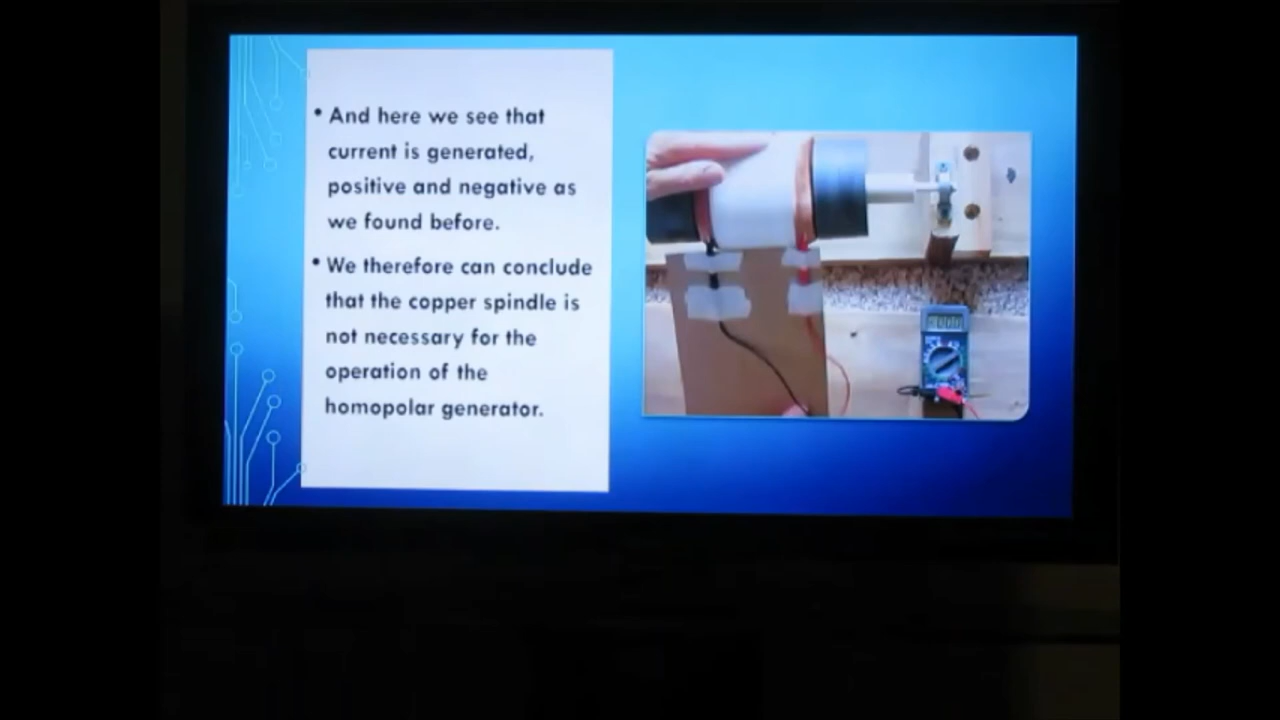 • And here we see that
current is generated,
positive and negative as
we found before.
• We therefore can conclude
that the copper spindle is
not necessary for the
operation of the
homopolar generator.